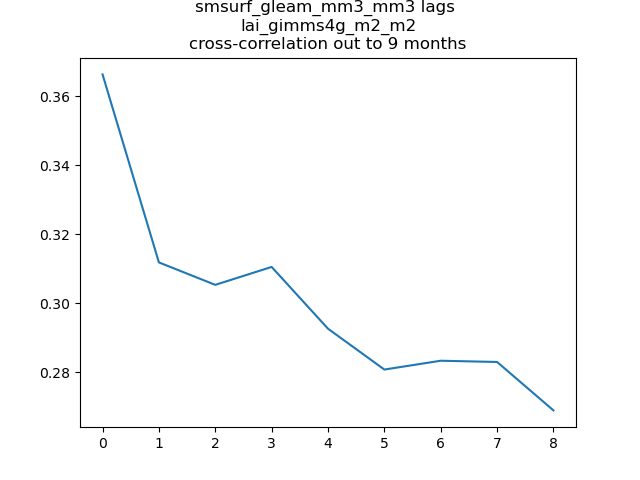 smsurf_gleam_mm3_mm3 lags
lai_gimms4g_m2_m2
cross-correlation out to 9 months
0.36
0.34
0.32
0.30
0.28
0 1 2 3 4 5 6 7 8